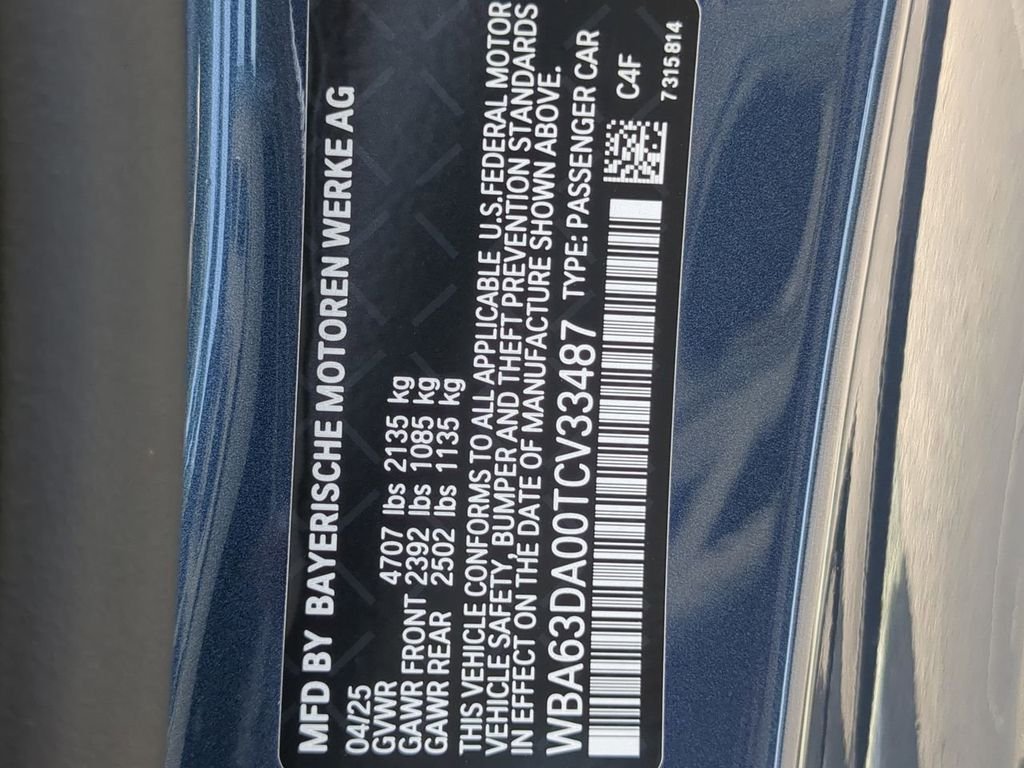 MFD BY BAYERISCHE MOTOREN WERKE AG
04/25
GVWR 4707 lbs 2135 kg
GAWR FRONT 2392 lbs 1085 kg
GAWR REAR 2502 lbs 1135 kg
THIS VEHICLE CONFORMS TO ALL APPLICABLE U.S.FEDERAL MOTOR
VEHICLE SAFETY, BUMPER AND THEFT PREVENTION STANDARDS
IN EFFECT ON THE DATE OF MANUFACTURE SHOWN ABOVE.
WBA63DA00TCV33487 TYPE: PASSENGER CAR
C4F
7315814